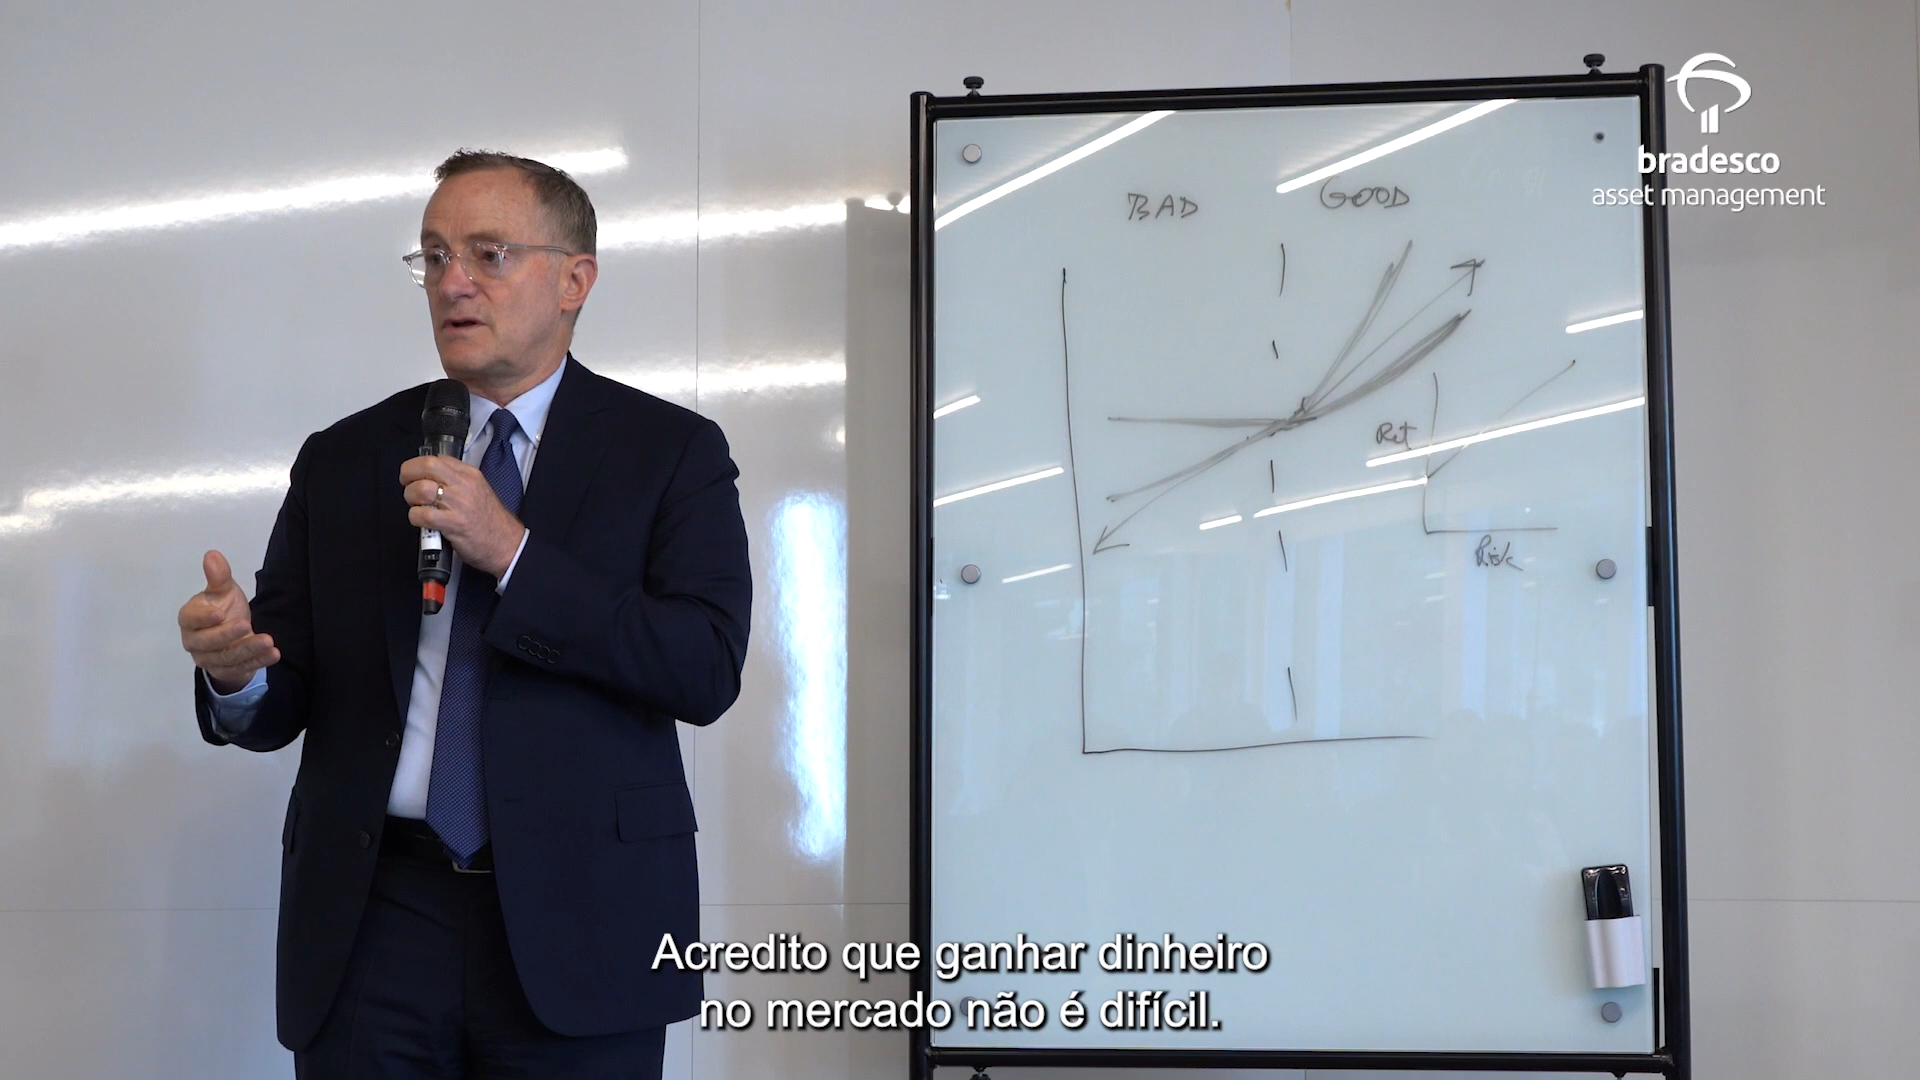 bradesco
asset management
BAD GOOD
Ret
Risk
Acredito que ganhar dinheiro
no mercado não é difícil.